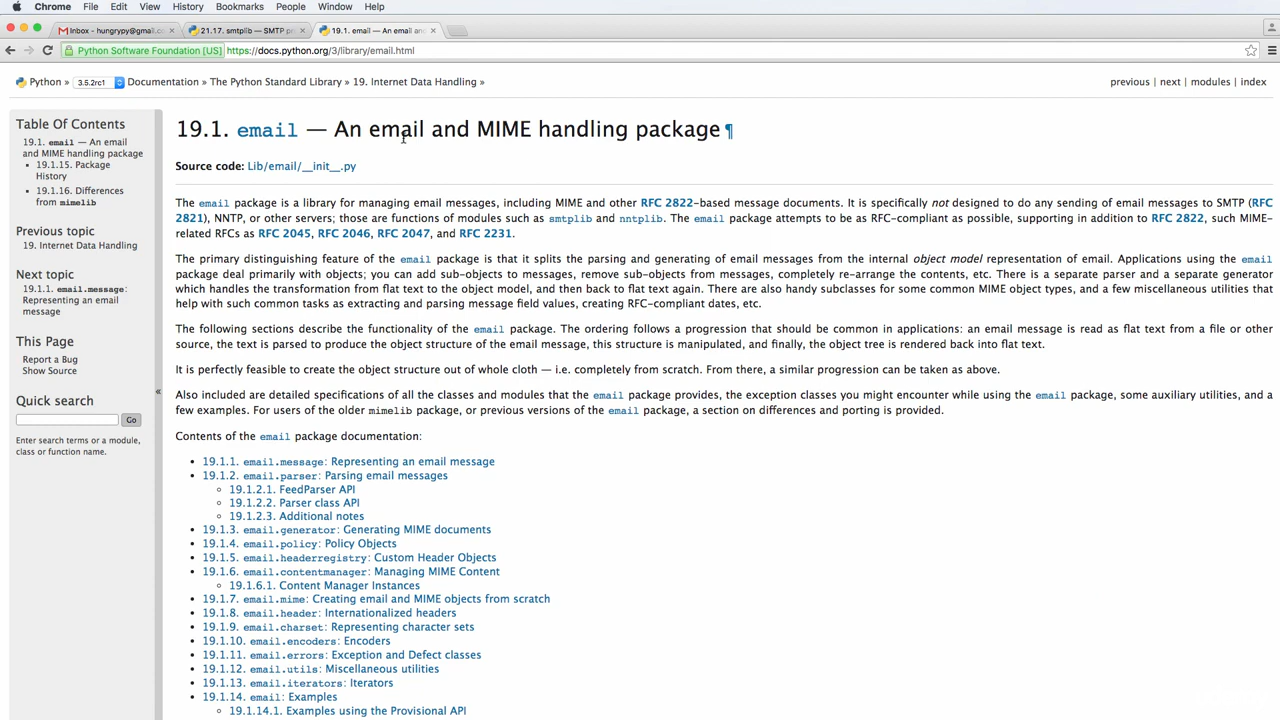 Chrome File Edit View History Bookmarks People Window Help
Inbox - hungrypy@gmail.c
21.17. smtplib — SMTP pr
19.1. email — An email and
Python Software Foundation [US] https://docs.python.org/3/library/email.html
Python » 3.5.2rc1 Documentation » The Python Standard Library » 19. Internet Data Handling »
previous | next | modules | index
Table Of Contents
19.1. email — An email
and MIME handling package
19.1.15. Package
History
19.1.16. Differences
from mimelib
Previous topic
19. Internet Data Handling
Next topic
19.1.1. email.message:
Representing an email
message
This Page
Report a Bug
Show Source
Quick search
Go
Enter search terms or a module,
class or function name.
«
19.1. email — An email and MIME handling package¶
Source code: Lib/email/__init__.py
The email package is a library for managing email messages, including MIME and other RFC 2822-based message documents. It is specifically not designed to do any sending of email messages to SMTP (RFC
2821), NNTP, or other servers; those are functions of modules such as smtplib and nntplib. The email package attempts to be as RFC-compliant as possible, supporting in addition to RFC 2822, such MIME-
related RFCs as RFC 2045, RFC 2046, RFC 2047, and RFC 2231.
The primary distinguishing feature of the email package is that it splits the parsing and generating of email messages from the internal object model representation of email. Applications using the email
package deal primarily with objects; you can add sub-objects to messages, remove sub-objects from messages, completely re-arrange the contents, etc. There is a separate parser and a separate generator
which handles the transformation from flat text to the object model, and then back to flat text again. There are also handy subclasses for some common MIME object types, and a few miscellaneous utilities that
help with such common tasks as extracting and parsing message field values, creating RFC-compliant dates, etc.
The following sections describe the functionality of the email package. The ordering follows a progression that should be common in applications: an email message is read as flat text from a file or other
source, the text is parsed to produce the object structure of the email message, this structure is manipulated, and finally, the object tree is rendered back into flat text.
It is perfectly feasible to create the object structure out of whole cloth — i.e. completely from scratch. From there, a similar progression can be taken as above.
Also included are detailed specifications of all the classes and modules that the email package provides, the exception classes you might encounter while using the email package, some auxiliary utilities, and a
few examples. For users of the older mimelib package, or previous versions of the email package, a section on differences and porting is provided.
Contents of the email package documentation:
19.1.1. email.message: Representing an email message
19.1.2. email.parser: Parsing email messages
19.1.2.1. FeedParser API
19.1.2.2. Parser class API
19.1.2.3. Additional notes
19.1.3. email.generator: Generating MIME documents
19.1.4. email.policy: Policy Objects
19.1.5. email.headerregistry: Custom Header Objects
19.1.6. email.contentmanager: Managing MIME Content
19.1.6.1. Content Manager Instances
19.1.7. email.mime: Creating email and MIME objects from scratch
19.1.8. email.header: Internationalized headers
19.1.9. email.charset: Representing character sets
19.1.10. email.encoders: Encoders
19.1.11. email.errors: Exception and Defect classes
19.1.12. email.utils: Miscellaneous utilities
19.1.13. email.iterators: Iterators
19.1.14. email: Examples
19.1.14.1. Examples using the Provisional API